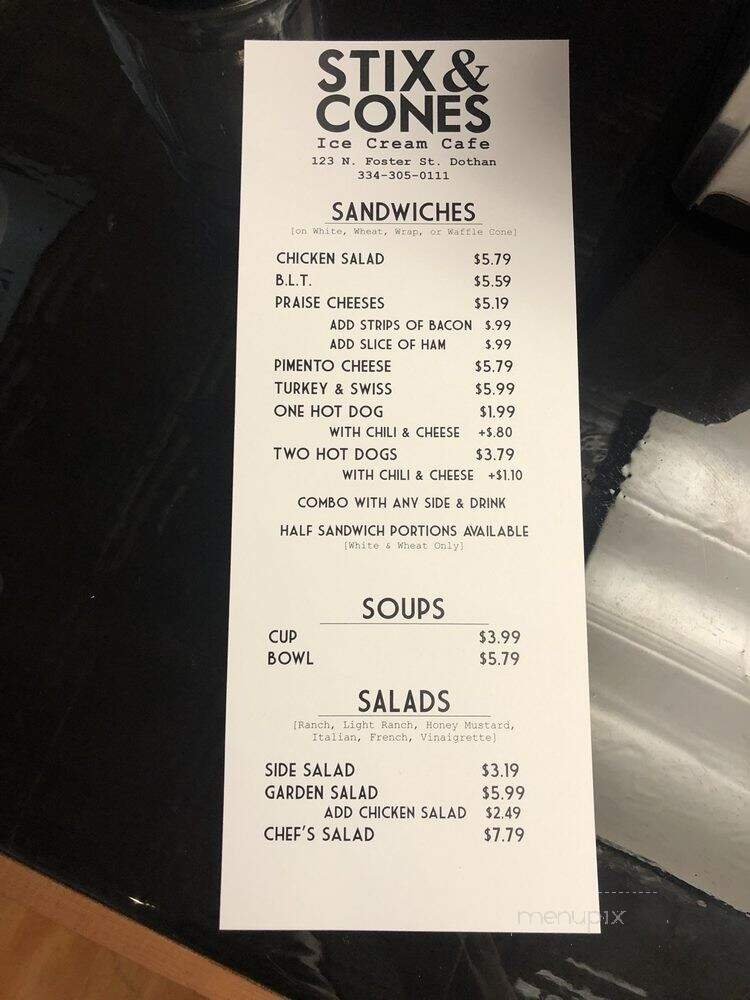 STIX &
CONES
Ice Cream Cafe
123 N. Foster St. Dothan
334-305-0111
SANDWICHES
[on White, Wheat, Wrap, or Waffle Cone]
CHICKEN SALAD $5.79
B.L.T. $5.59
PRAISE CHEESES $5.19
ADD STRIPS OF BACON $.99
ADD SLICE OF HAM $.99
PIMENTO CHEESE $5.79
TURKEY & SWISS $5.99
ONE HOT DOG $1.99
WITH CHILI & CHEESE +$.80
TWO HOT DOGS $3.79
WITH CHILI & CHEESE +$1.10
COMBO WITH ANY SIDE & DRINK
HALF SANDWICH PORTIONS AVAILABLE
[White & Wheat Only]
SOUPS
CUP $3.99
BOWL $5.79
SALADS
[Ranch, Light Ranch, Honey Mustard,
Italian, French, Vinaigrette]
SIDE SALAD $3.19
GARDEN SALAD $5.99
ADD CHICKEN SALAD $2.49
CHEF'S SALAD $7.79
menupix